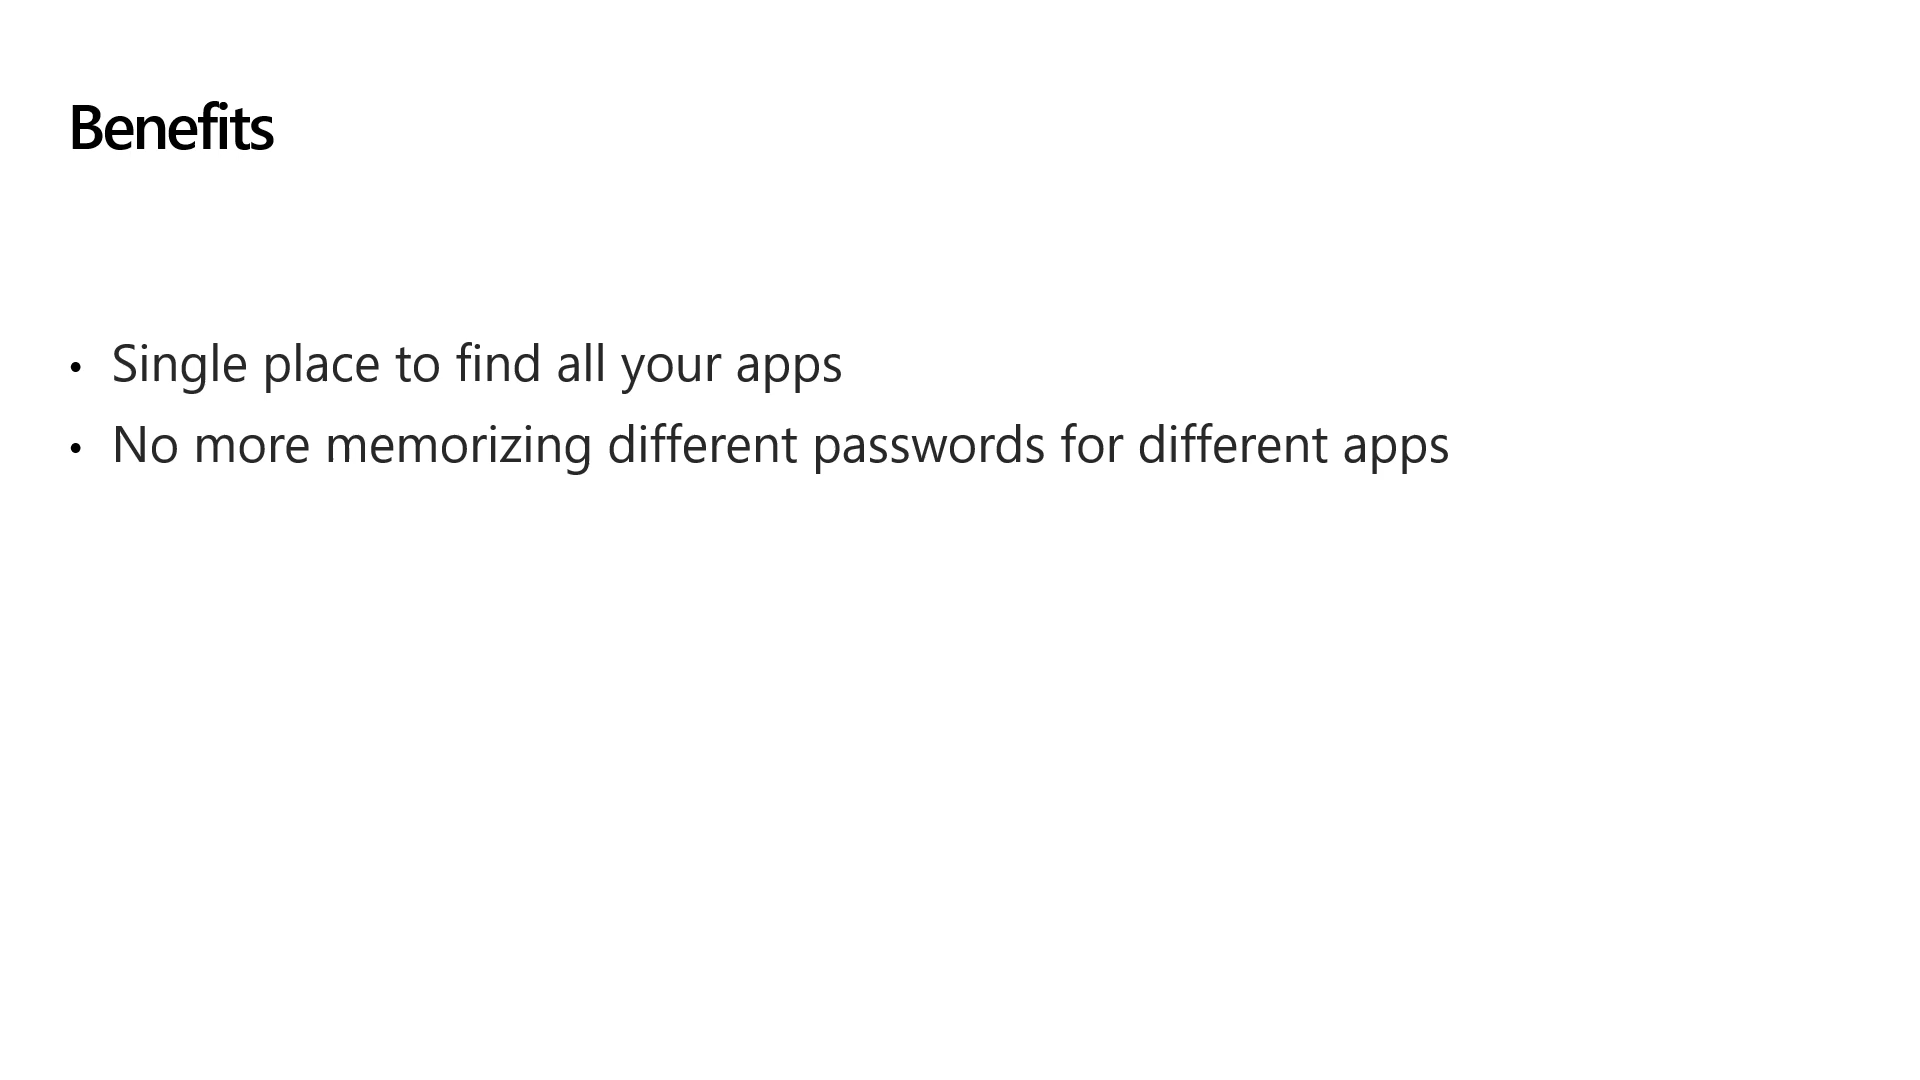 Benefits
• Single place to find all your apps
• No more memorizing different passwords for different apps